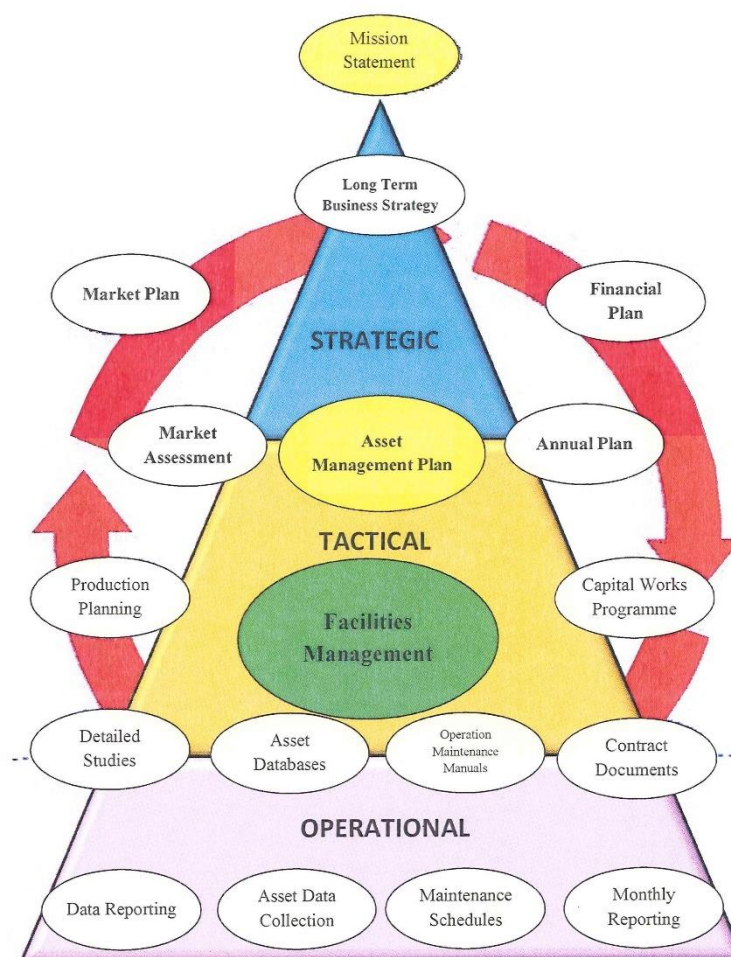 Mission
Statement
Long Term
Business Strategy
Market Plan
Financial
Plan
STRATEGIC
Market
Assessment
Asset
Management Plan
Annual Plan
TACTICAL
Production
Planning
Capital Works
Programme
Facilities
Management
Detailed
Studies
Asset
Databases
Operation
Maintenance
Manuals
Contract
Documents
OPERATIONAL
Data Reporting
Asset Data
Collection
Maintenance
Schedules
Monthly
Reporting